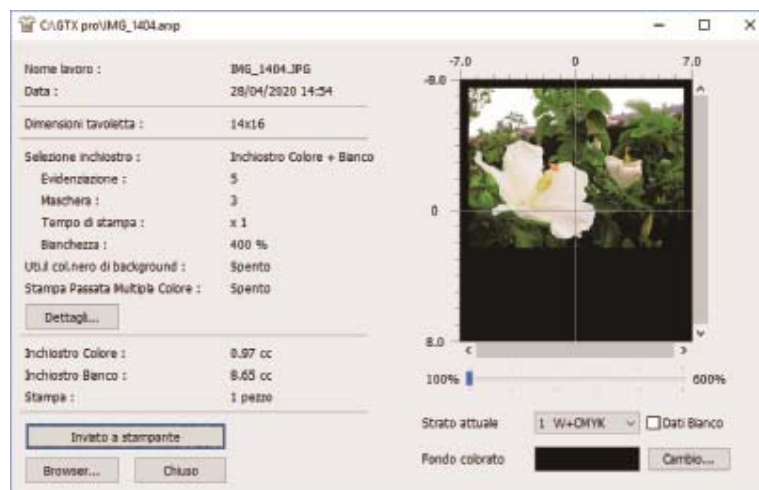 C:\GTX pro\IMG_1404.arxp
Nome lavoro : IMG_1404.JPG
Data : 28/04/2020 14:54
Dimensioni tavoletta : 14x16
Selezione inchiostro : Inchiostro Colore + Bianco
Evidenziazione : 5
Maschera : 3
Tempo di stampa : x 1
Bianchezza : 400 %
Uti.il col.nero di background : Spento
Stampa Passata Multipla Colore : Spento
Dettagli...
Inchiostro Colore : 0.97 cc
Inchiostro Bianco : 8.65 cc
Stampa : 1 pezzo
Inviato a stampante
Browser... Chiuso
-7.0 0 7.0
-8.0
0
8.0
100% 600%
Strato attuale 1 W+CMYK Dati Bianco
Fondo colorato Cambio...